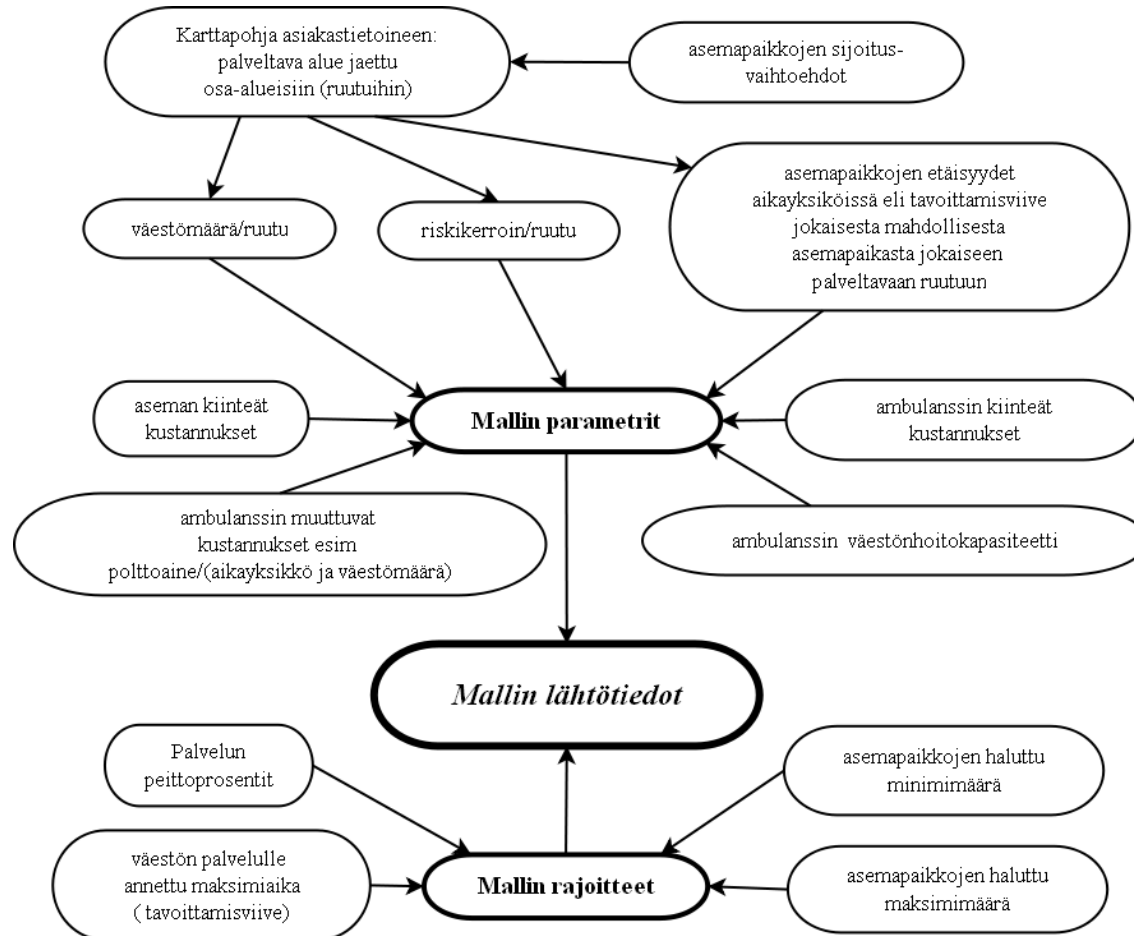 Karttapohja asiakastietoineen:
palveltava alue jaettu
osa-alueisiin (ruutuihin)
asemapaikkojen sijoitus-
vaihtoehdot
väestömäärä/ruutu
riskikerroin/ruutu
asemapaikkojen etäisyydet
aikayksiköissä eli tavoittamisviive
jokaisesta mahdollisesta
asemapaikasta jokaiseen
palveltavaan ruutuun
aseman kiinteät
kustannukset
Mallin parametrit
ambulanssin kiinteät
kustannukset
ambulanssin muuttuvat
kustannukset esim
polttoaine/(aikayksikkö ja väestömäärä)
ambulanssin väestönhoitokapasiteetti
Mallin lähtötiedot
Palvelun
peittoprosentit
asemapaikkojen haluttu
minimimäärä
väestön palvelulle
annettu maksimiaika
( tavoittamisviive)
Mallin rajoitteet
asemapaikkojen haluttu
maksimimäärä